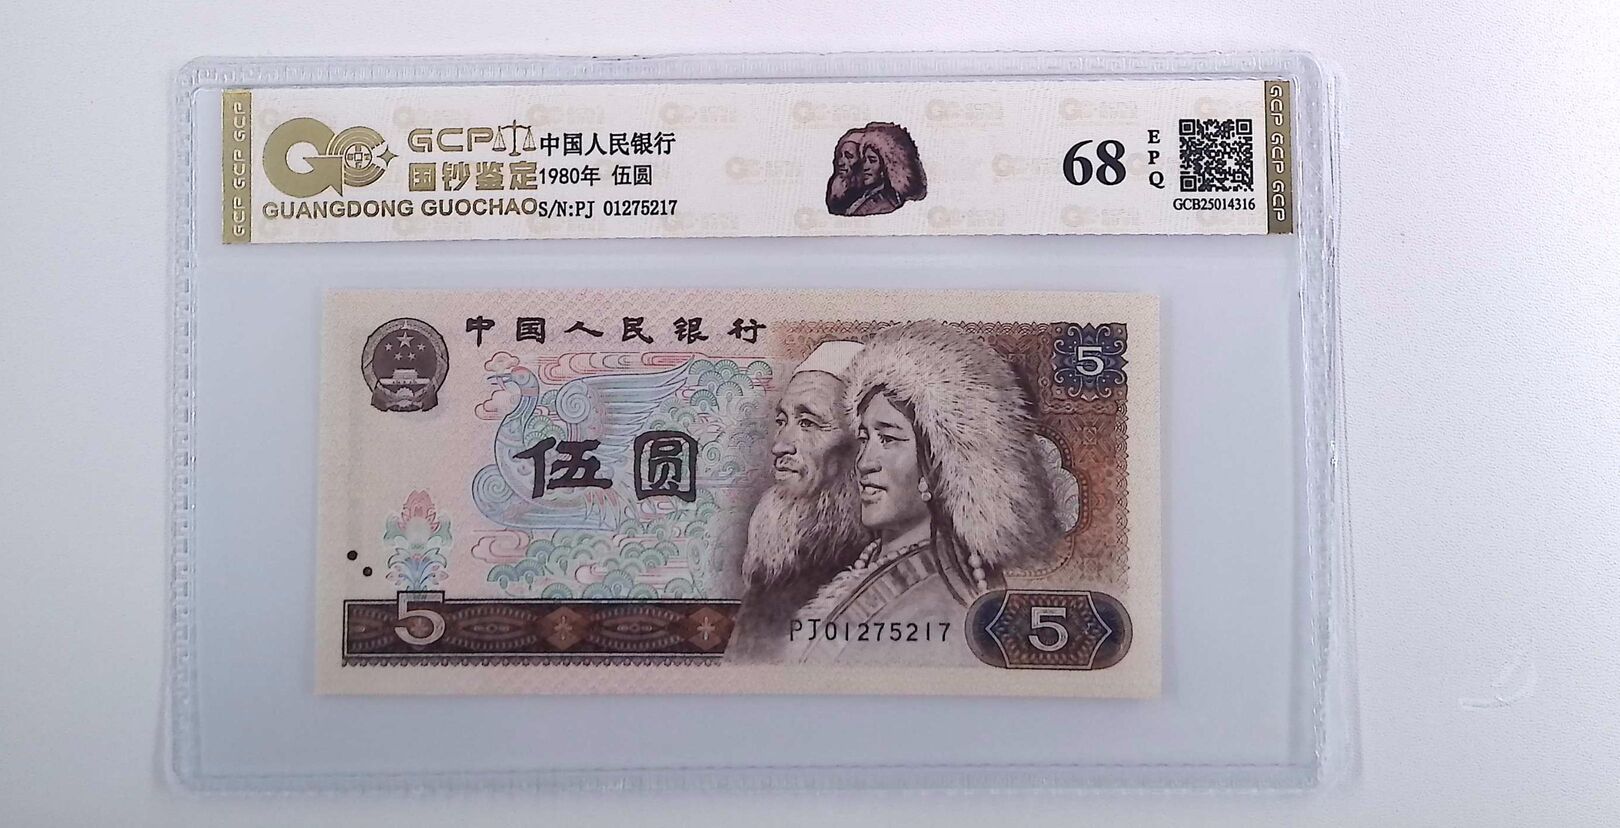 GCP GCP GCP
GCP
国钞鉴定
GUANGDONG GUOCHAO
中国人民银行
1980年 伍圆
S/N:PJ 01275217
68
EPQ
GCB25014316
GCP GCP GCP
中国人民银行
5
伍圆
5
PJ01275217
5